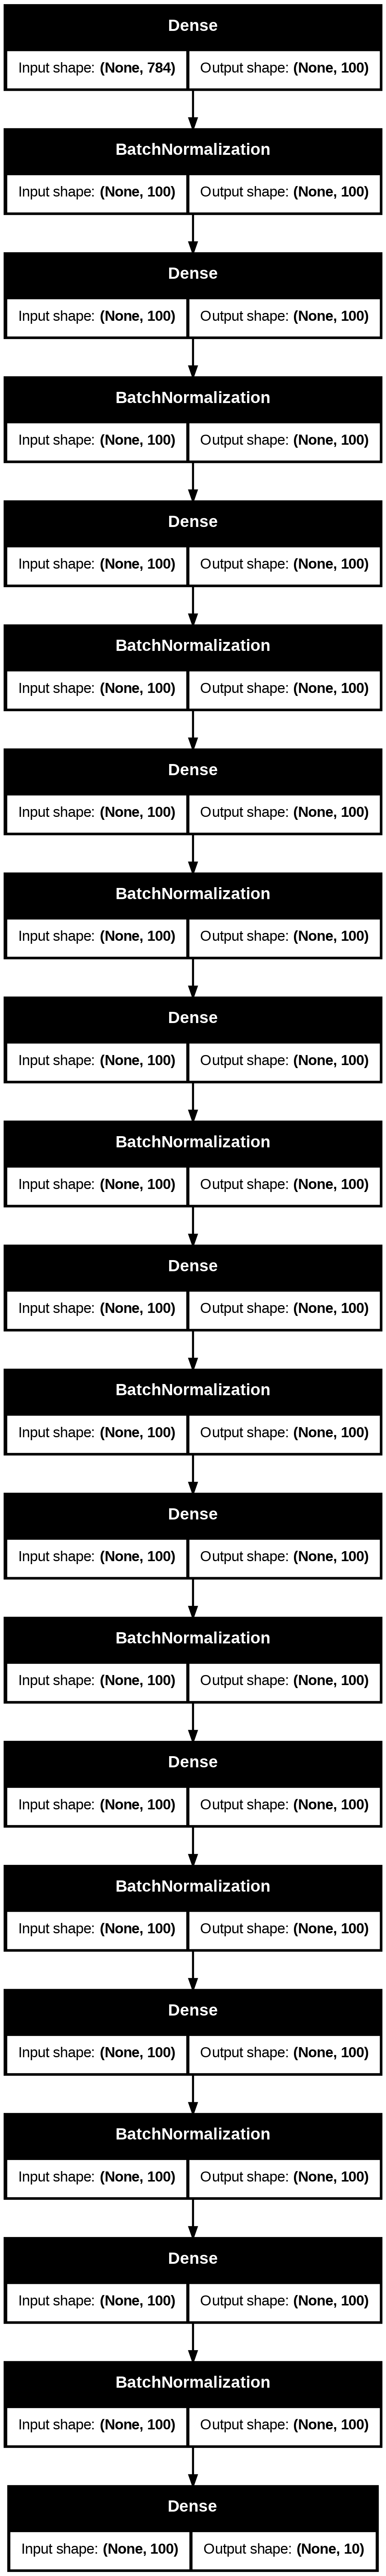 Dense
Input shape: (None, 784) Output shape: (None, 100)
BatchNormalization
Input shape: (None, 100) Output shape: (None, 100)
Dense
Input shape: (None, 100) Output shape: (None, 100)
BatchNormalization
Input shape: (None, 100) Output shape: (None, 100)
Dense
Input shape: (None, 100) Output shape: (None, 100)
BatchNormalization
Input shape: (None, 100) Output shape: (None, 100)
Dense
Input shape: (None, 100) Output shape: (None, 100)
BatchNormalization
Input shape: (None, 100) Output shape: (None, 100)
Dense
Input shape: (None, 100) Output shape: (None, 100)
BatchNormalization
Input shape: (None, 100) Output shape: (None, 100)
Dense
Input shape: (None, 100) Output shape: (None, 100)
BatchNormalization
Input shape: (None, 100) Output shape: (None, 100)
Dense
Input shape: (None, 100) Output shape: (None, 100)
BatchNormalization
Input shape: (None, 100) Output shape: (None, 100)
Dense
Input shape: (None, 100) Output shape: (None, 100)
BatchNormalization
Input shape: (None, 100) Output shape: (None, 100)
Dense
Input shape: (None, 100) Output shape: (None, 100)
BatchNormalization
Input shape: (None, 100) Output shape: (None, 100)
Dense
Input shape: (None, 100) Output shape: (None, 100)
BatchNormalization
Input shape: (None, 100) Output shape: (None, 100)
Dense
Input shape: (None, 100) Output shape: (None, 10)